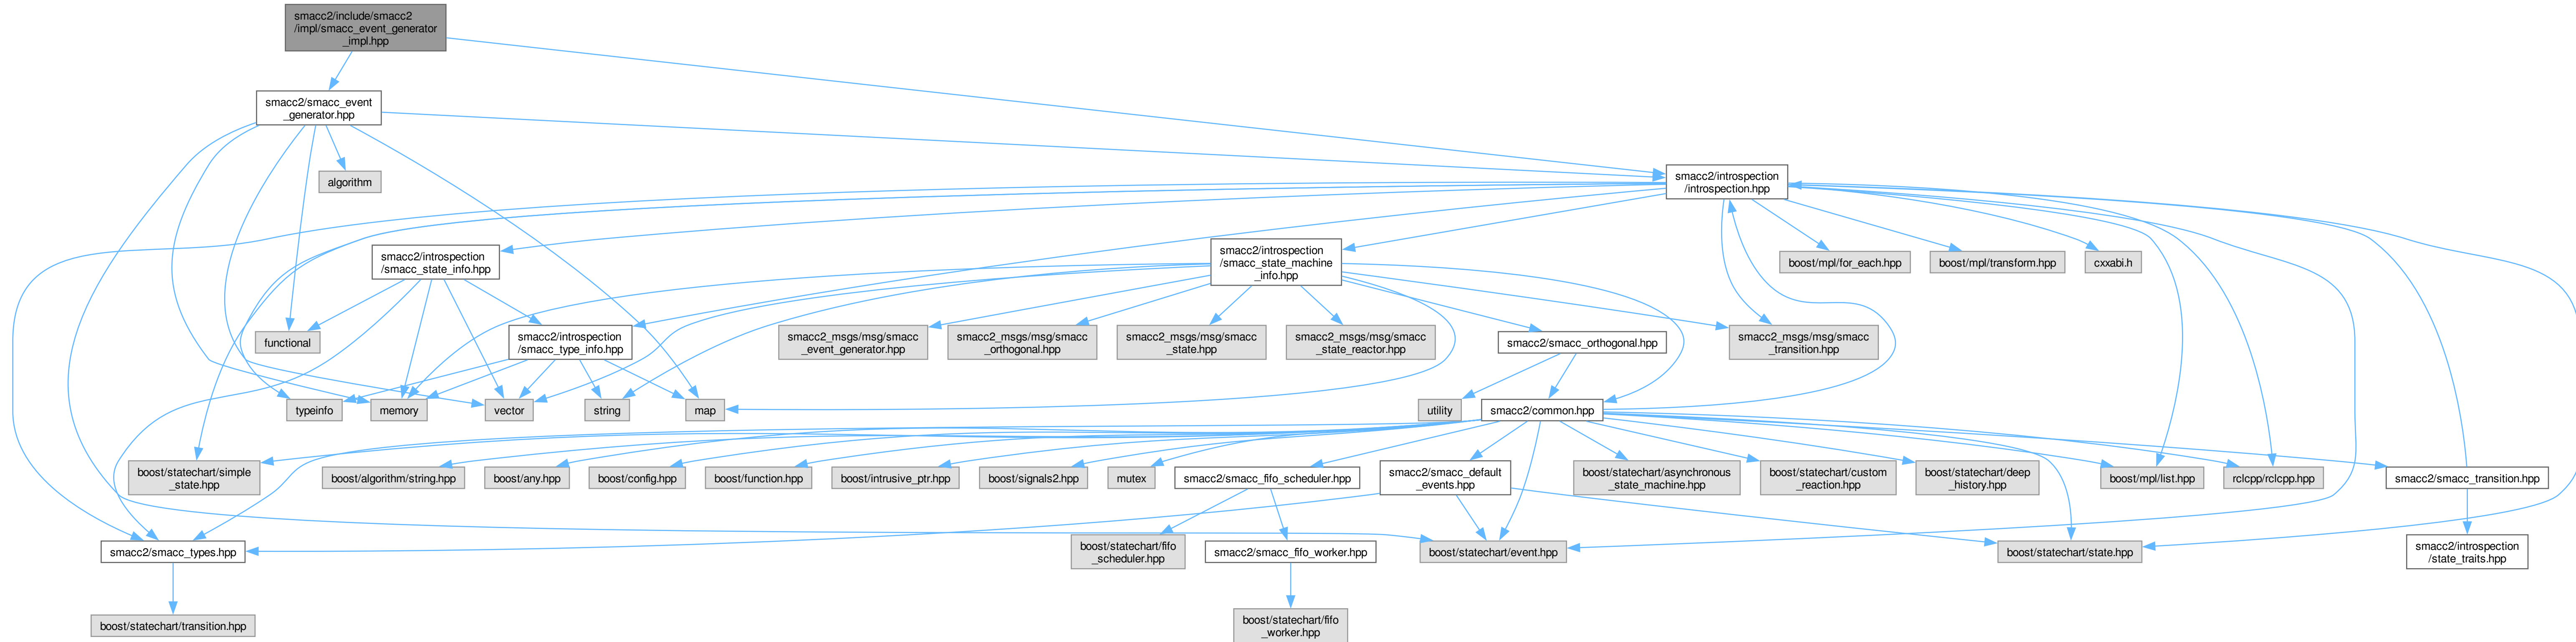 smacc2/include/smacc2
/impl/smacc_event_generator
_impl.hpp
smacc2/smacc_event
_generator.hpp
algorithm
smacc2/introspection
/introspection.hpp
smacc2/introspection
/smacc_state_info.hpp
smacc2/introspection
/smacc_state_machine
_info.hpp
boost/mpl/for_each.hpp
boost/mpl/transform.hpp
cxxabi.h
functional
smacc2/introspection
/smacc_type_info.hpp
smacc2_msgs/msg/smacc
_event_generator.hpp
smacc2_msgs/msg/smacc
_orthogonal.hpp
smacc2_msgs/msg/smacc
_state.hpp
smacc2_msgs/msg/smacc
_state_reactor.hpp
smacc2/smacc_orthogonal.hpp
smacc2_msgs/msg/smacc
_transition.hpp
typeinfo
memory
vector
string
map
utility
smacc2/common.hpp
boost/statechart/simple
_state.hpp
boost/algorithm/string.hpp
boost/any.hpp
boost/config.hpp
boost/function.hpp
boost/intrusive_ptr.hpp
boost/signals2.hpp
mutex
smacc2/smacc_fifo_scheduler.hpp
smacc2/smacc_default
_events.hpp
boost/statechart/asynchronous
_state_machine.hpp
boost/statechart/custom
_reaction.hpp
boost/statechart/deep
_history.hpp
boost/mpl/list.hpp
rclcpp/rclcpp.hpp
smacc2/smacc_transition.hpp
smacc2/smacc_types.hpp
boost/statechart/fifo
_scheduler.hpp
smacc2/smacc_fifo_worker.hpp
boost/statechart/event.hpp
boost/statechart/state.hpp
smacc2/introspection
/state_traits.hpp
boost/statechart/transition.hpp
boost/statechart/fifo
_worker.hpp